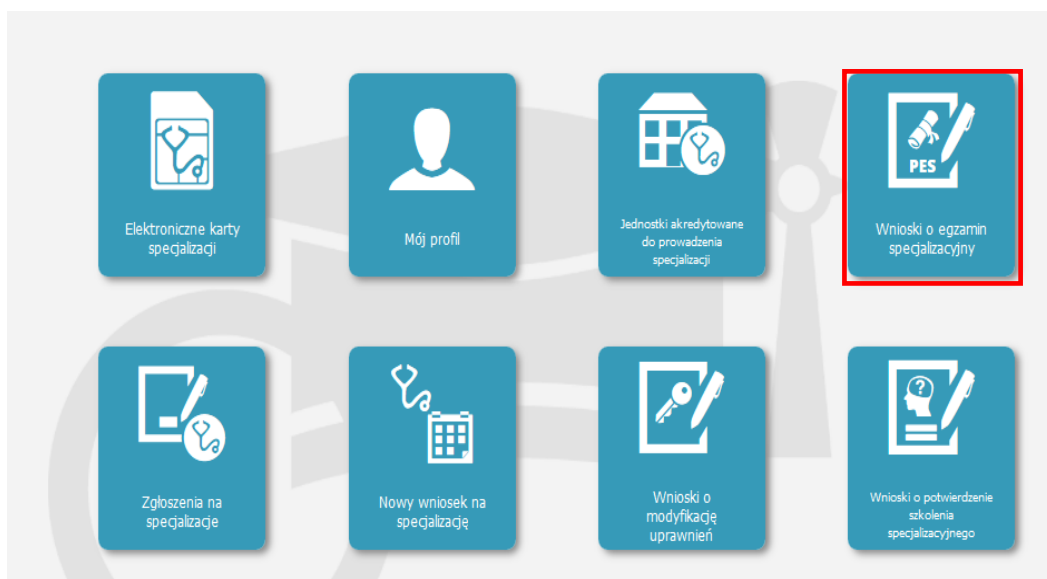 Elektroniczne karty
specjalizacji
Mój profil
Jednostki akredytowane
do prowadzenia
specjalizacji
PES
Wnioski o egzamin
specjalizacyjny
Zgłoszenia na
specjalizacje
Nowy wniosek na
specjalizację
Wnioski o
modyfikację
uprawnień
?
Wnioski o potwierdzenie
szkolenia
specjalizacyjnego